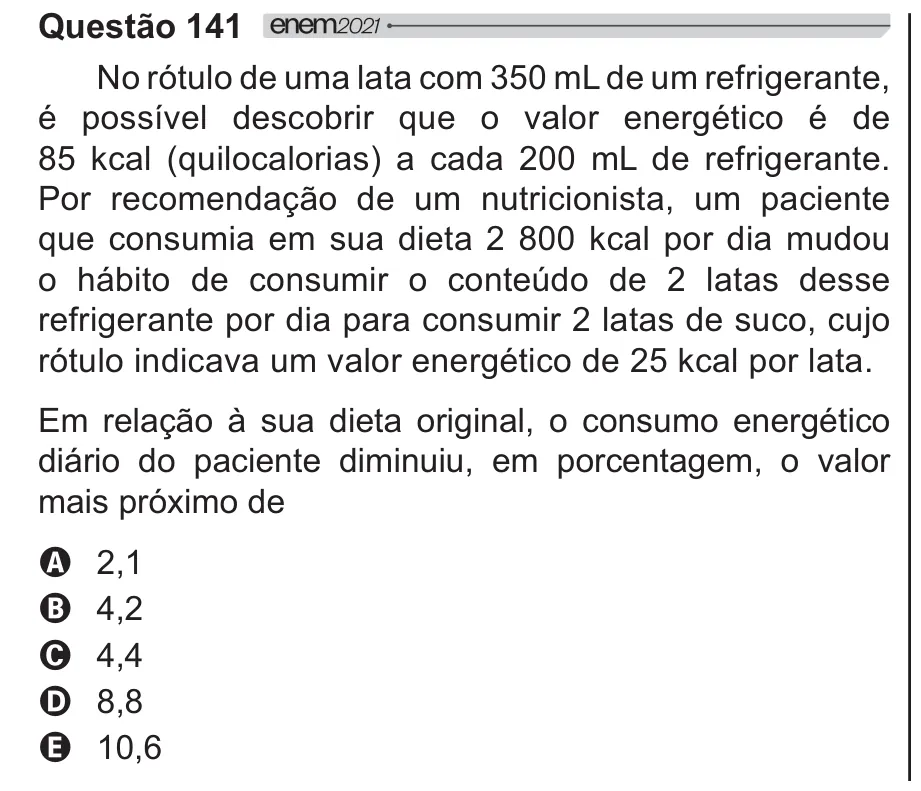 Questão 141 enem2021
No rótulo de uma lata com 350 mL de um refrigerante,
é possível descobrir que o valor energético é de
85 kcal (quilocalorias) a cada 200 mL de refrigerante.
Por recomendação de um nutricionista, um paciente
que consumia em sua dieta 2 800 kcal por dia mudou
o hábito de consumir o conteúdo de 2 latas desse
refrigerante por dia para consumir 2 latas de suco, cujo
rótulo indicava um valor energético de 25 kcal por lata.
Em relação à sua dieta original, o consumo energético
diário do paciente diminuiu, em porcentagem, o valor
mais próximo de
A 2,1
B 4,2
C 4,4
D 8,8
E 10,6